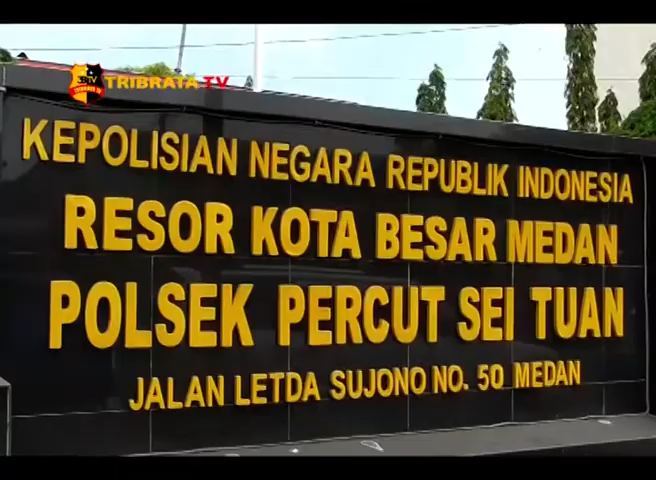 TRIBRATA TV
KEPOLISIAN NEGARA REPUBLIK INDONESIA
RESOR KOTA BESAR MEDAN
POLSEK PERCUT SEI TUAN
JALAN LETDA SUJONO NO. 50 MEDAN